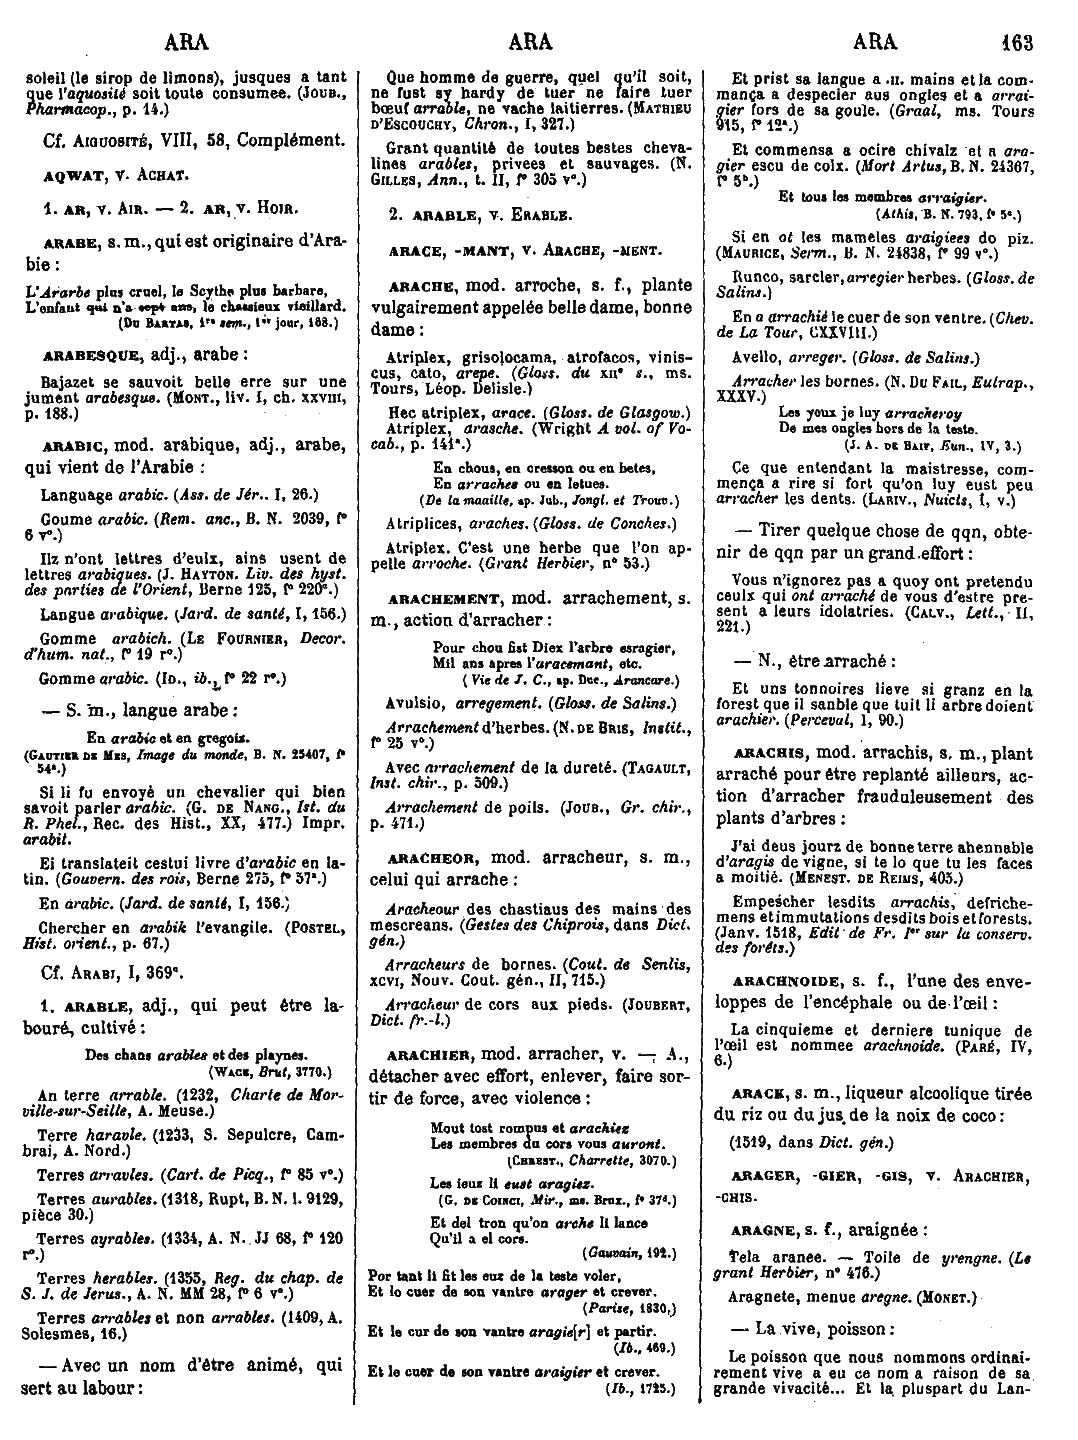 ARA
ARA
ARA
163
soleil (le sirop de limons), jusques a tant
que l'aquosité soit toute consumee. (Joub.,
Pharmacop., p. 14.)
Cf. Aiguosité, VIII, 58, Complément.
AQWAT, v. Achat.
1. AR, v. Air. — 2. AR, v. Hoir.
ARABE, s. m., qui est originaire d'Ara-
bie :
L'Ararbe plus cruel, le Scythe plus barbare,
L'enfant qui n'a sept ans, le chassieux vieillard.
(Du Bartas, 1re sem., 1er jour, 188.)
ARABESQUE, adj., arabe :
Bajazet se sauvoit belle erre sur une
jument arabesque. (Mont., liv. I, ch. xxviii,
p. 188.)
ARABIC, mod. arabique, adj., arabe,
qui vient de l'Arabie :
Language arabic. (Ass. de Jér.. I, 26.)
Goume arabic. (Rem. anc., B. N. 2039, f°
6 v°.)
Ilz n'ont lettres d'eulx, ains usent de
lettres arabiques. (J. Hayton. Liv. des hyst.
des parties de l'Orient, Berne 125, f° 220c.)
Langue arabique. (Jard. de santé, I, 156.)
Gomme arabich. (Le Fournier, Decor.
d'hum. nat., f° 19 r°.)
Gomme arabic. (Id., ib., f° 22 r°.)
— S. m., langue arabe :
En arabic et en gregois.
(Gautier de Mes, Image du monde, B. N. 25407, f°
54a.)
Si li fu envoyé un chevalier qui bien
savoit parler arabic. (G. de Nang., Ist. du
R. Phel., Rec. des Hist., XX, 477.) Impr.
arabit.
Ei translateit cestui livre d'arabic en la-
tin. (Gouvern. des rois, Berne 275, f° 57a.)
En arabic. (Jard. de santé, I, 156.)
Chercher en arabik l'evangile. (Postel,
Hist. orient., p. 67.)
Cf. Arabi, I, 369a.
1. ARABLE, adj., qui peut être la-
bouré, cultivé :
Des chans arables et des playnes.
(Wace, Brut, 3770.)
An terre arrable. (1232, Charte de Mor-
ville-sur-Seille, A. Meuse.)
Terre haravle. (1233, S. Sepulcre, Cam-
brai, A. Nord.)
Terres arravles. (Cart. de Picq., f° 85 v°.)
Terres aurables. (1318, Rupt, B. N. l. 9129,
pièce 30.)
Terres ayrables. (1334, A. N. JJ 68, f° 120
r°.)
Terres herables. (1355, Reg. du chap. de
S. J. de Jerus., A. N. MM 28, f° 6 v°.)
Terres arrables et non arrables. (1409, A.
Solesmes, 16.)
— Avec un nom d'être animé, qui
sert au labour :
Que homme de guerre, quel qu'il soit,
ne fust sy hardy de tuer ne faire tuer
bœuf arrable, ne vache laitierres. (Mathieu
d'Escouchy, Chron., I, 327.)
Grant quantité de toutes bestes cheva-
lines arables, privees et sauvages. (N.
Gilles, Ann., t. II, f° 305 v°.)
2. ARABLE, v. Erable.
ARACE, -MANT, v. Arache, -ment.
ARACHE, mod. arroche, s. f., plante
vulgairement appelée belle dame, bonne
dame :
Atriplex, grisolocama, atrofacos, vinis-
cus, cato, arepe. (Gloss. du xiie s., ms.
Tours, Léop. Delisle.)
Hec atriplex, arace. (Gloss. de Glasgow.)
Atriplex, arasche. (Wright A vol. of Vo-
cab., p. 141a.)
En chous, en cresson ou en betes,
En arraches ou en letues.
(De la maaille, ap. Jub., Jongl. et Trouv.)
Atriplices, araches. (Gloss. de Conches.)
Atriplex. C'est une herbe que l'on ap-
pelle arroche. (Grant Herbier, n° 53.)
ARACHEMENT, mod. arrachement, s.
m., action d'arracher :
Pour chou fist Diex l'arbre esragier,
Mil ans apres l'aracemant, etc.
(Vie de J. C., ap. Duc., Arancare.)
Avulsio, arregement. (Gloss. de Salins.)
Arrachement d'herbes. (N. de Bris, Instit.,
f° 25 v°.)
Avec arrachement de la dureté. (Tagault,
Inst. chir., p. 509.)
Arrachement de poils. (Joub., Gr. chir.,
p. 471.)
ARACHEOR, mod. arracheur, s. m.,
celui qui arrache :
Aracheour des chastiaus des mains des
mescreans. (Gestes des Chiprois, dans Dict.
gén.)
Arracheurs de bornes. (Cout. de Senlis,
xcvi, Nouv. Cout. gén., II, 715.)
Arracheur de cors aux pieds. (Joubert,
Dict. fr.-l.)
ARACHIER, mod. arracher, v. — A.,
détacher avec effort, enlever, faire sor-
tir de force, avec violence :
Mout tost rompus et arachiez
Les membres du cors vous auront.
(Chrest., Charrette, 3070.)
Les ieux li eust aragiez.
(G. de Coinci, Mir., ms. Brux., f° 37d.)
Et del tron qu'on arche li lance
Qu'il a el cors.
(Gauvain, 192.)
Por tant li fit les euz de la teste voler,
Et lo cuer de son vantre arager et crever.
(Parise, 1830.)
Et le cur de son vantre aragie[r] et partir.
(Ib., 469.)
Et le cuer de son vantre araigier et crever.
(Ib., 1725.)
Et prist sa langue a .ii. mains et la com-
mança a despecier aus ongles et a arrai-
gier fors de sa goule. (Graal, ms. Tours
915, f° 12a.)
Et commensa a ocire chivalz et a ara-
gier escu de colx. (Mort Artus, B. N. 24367,
f° 5b.)
Et tous les membres arraigier.
(Athis, B. N. 793, f° 5c.)
Si en ot les mameles araigiees do piz.
(Maurice, Serm., B. N. 24838, f° 99 v°.)
Runco, sarcler, arregier herbes. (Gloss. de
Salins.)
En a arrachié le cuer de son ventre. (Chev.
de La Tour, CXXVIII.)
Avello, arreger. (Gloss. de Salins.)
Arracher les bornes. (N. Du Fail, Eutrap.,
XXXV.)
Les yeux je luy arracheroy
De mes ongles hors de la teste.
(J. A. de Baif, Eun., IV, 3.)
Ce que entendant la maistresse, com-
mença a rire si fort qu'on luy eust peu
arracher les dents. (Lariv., Nuicts, I, v.)
— Tirer quelque chose de qqn, obte-
nir de qqn par un grand effort :
Vous n'ignorez pas a quoy ont pretendu
ceulx qui ont arraché de vous d'estre pre-
sent a leurs idolatries. (Calv., Lett., II,
221.)
— N., être arraché :
Et uns tonnoires lieve si granz en la
forest que il sanble que tuit li arbre doient
arachier. (Perceval, I, 90.)
ARACHIS, mod. arrachis, s. m., plant
arraché pour être replanté ailleurs, ac-
tion d'arracher frauduleusement des
plants d'arbres :
J'ai deus jourz de bonne terre ahennable
d'aragis de vigne, si te lo que tu les faces
a moitié. (Menest. de Reims, 403.)
Empescher lesdits arrachis, defriche-
mens et immutations desdits bois et forests.
(Janv. 1518, Edit de Fr. Ier sur la conserv.
des forêts.)
ARACHNOIDE, s. f., l'une des enve-
loppes de l'encéphale ou de l'œil :
La cinquieme et derniere tunique de
l'œil est nommee arachnoide. (Paré, IV,
6.)
ARACK, s. m., liqueur alcoolique tirée
du riz ou du jus de la noix de coco :
(1519, dans Dict. gén.)
ARAGER, -GIER, -GIS, v. Arachier,
-chis.
ARAGNE, s. f., araignée :
Tela aranee. — Toile de yrengne. (Le
grant Herbier, n° 476.)
Aragnete, menue aregne. (Monet.)
— La vive, poisson :
Le poisson que nous nommons ordinai-
rement vive a eu ce nom a raison de sa
grande vivacité... Et la pluspart du Lan-